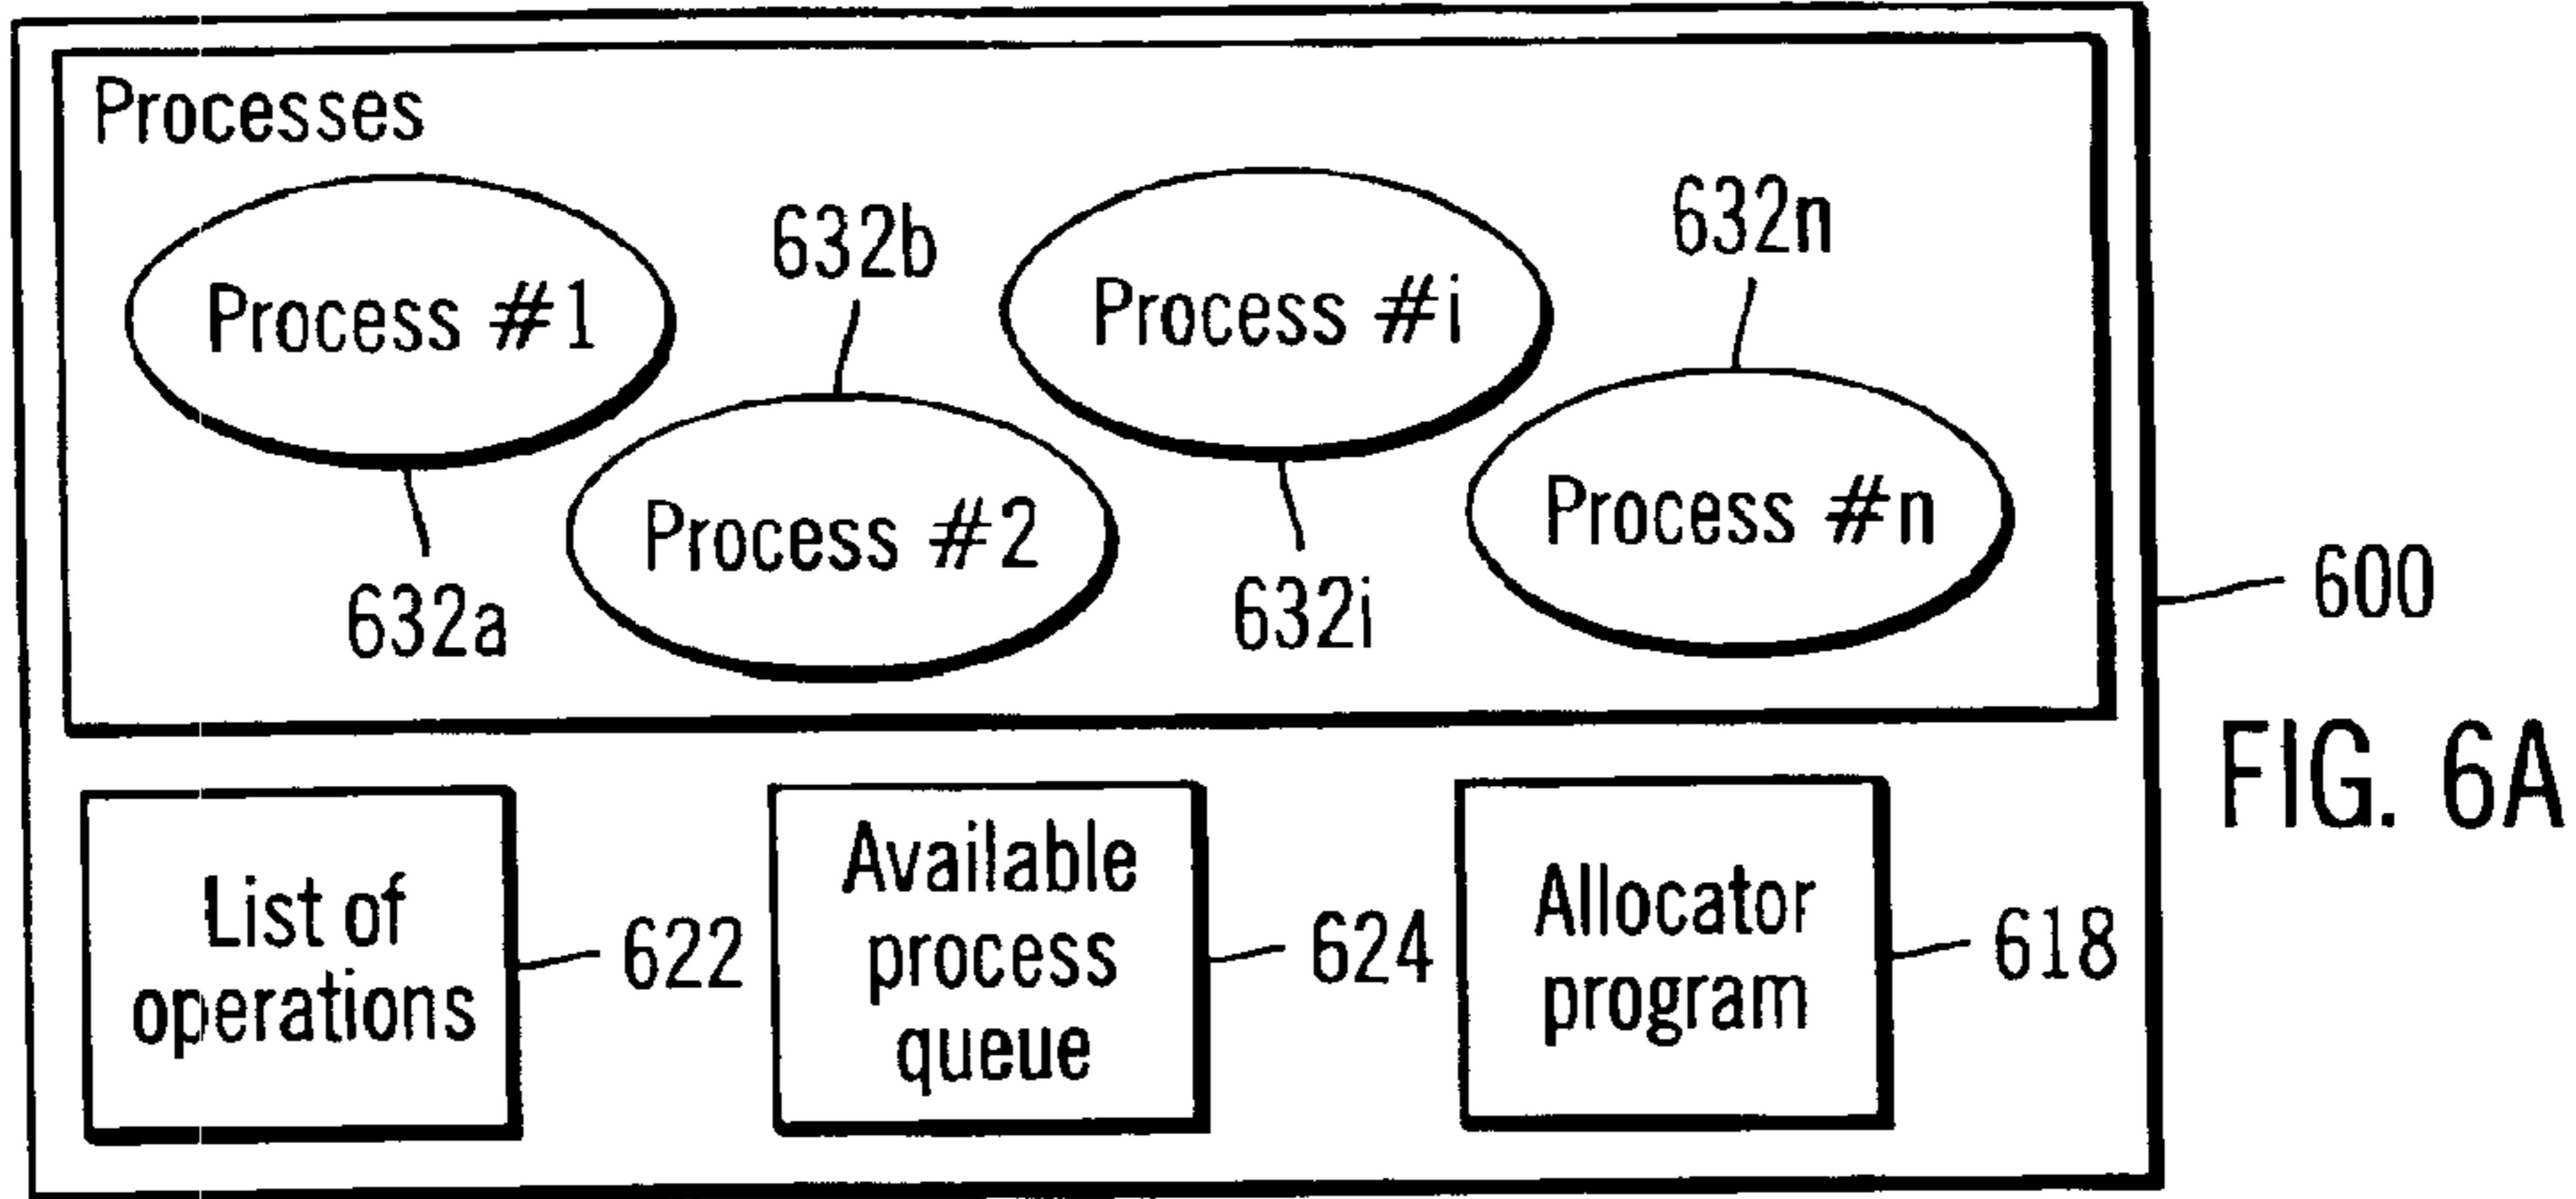 Processes
Process #1
632b
Process #i
632n
632a
Process #2
632i
Process #n
600
List of
operations
622
Available
process
queue
624
Allocator
program
618
FIG. 6A